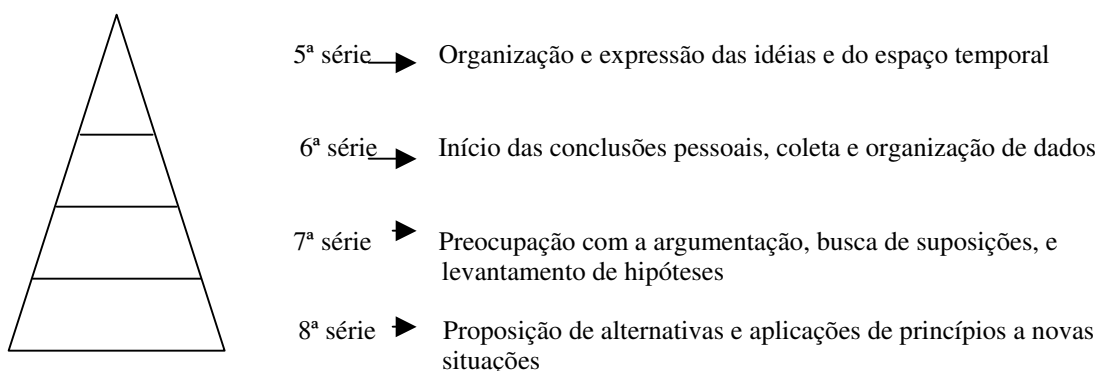 5ª série Organização e expressão das idéias e do espaço temporal
6ª série Início das conclusões pessoais, coleta e organização de dados
7ª série Preocupação com a argumentação, busca de suposições, e
levantamento de hipóteses
8ª série Proposição de alternativas e aplicações de princípios a novas
situações